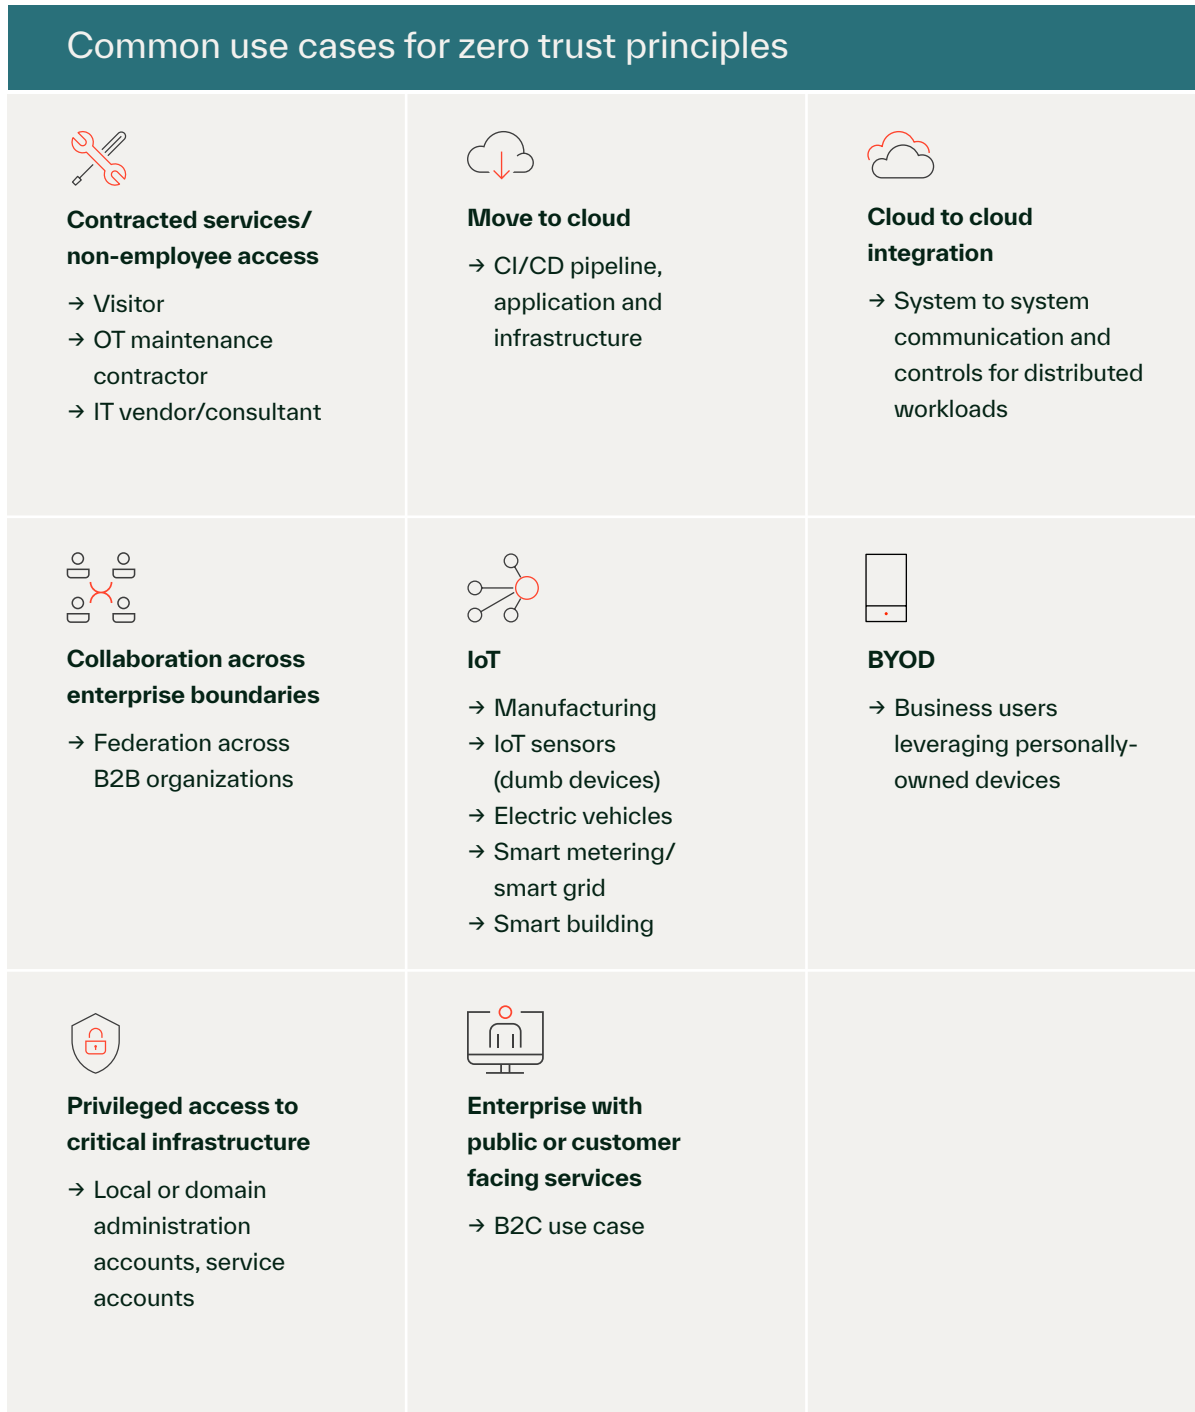 Common use cases for zero trust principles
Contracted services/
non-employee access
→ Visitor
→ OT maintenance
contractor
→ IT vendor/consultant
Move to cloud
→ CI/CD pipeline,
application and
infrastructure
Cloud to cloud
integration
→ System to system
communication and
controls for distributed
workloads
Collaboration across
enterprise boundaries
→ Federation across
B2B organizations
IoT
→ Manufacturing
→ IoT sensors
(dumb devices)
→ Electric vehicles
→ Smart metering/
smart grid
→ Smart building
BYOD
→ Business users
leveraging personally-
owned devices
Privileged access to
critical infrastructure
→ Local or domain
administration
accounts, service
accounts
Enterprise with
public or customer
facing services
→ B2C use case